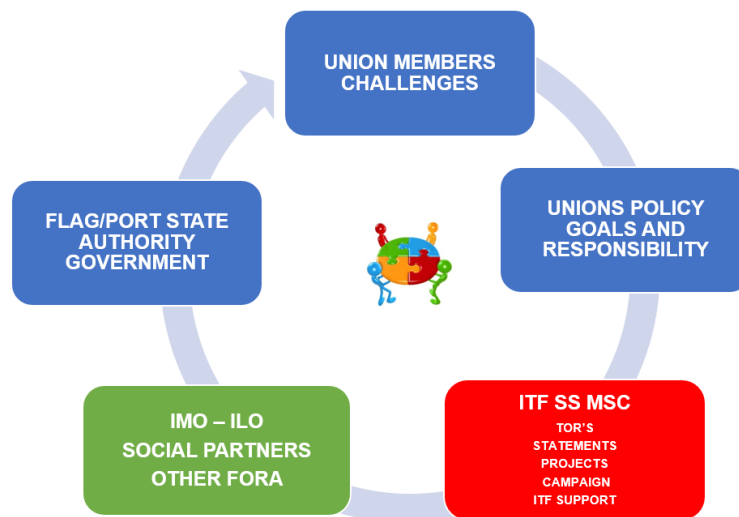 UNION MEMBERS
CHALLENGES
UNIONS POLICY
GOALS AND
RESPONSIBILITY
ITF SS MSC
TOR'S
STATEMENTS
PROJECTS
CAMPAIGN
ITF SUPPORT
IMO – ILO
SOCIAL PARTNERS
OTHER FORA
FLAG/PORT STATE
AUTHORITY
GOVERNMENT